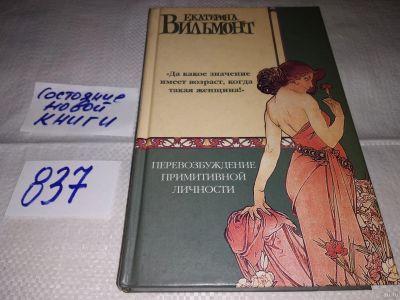 Состояние
новой
книги
837
ЕКАТЕРИНА
ВИЛЬМОНТ
«Да какое значение
имеет возраст, когда
такая женщина!»
ПЕРЕВОЗБУЖДЕНИЕ
ПРИМИТИВНОЙ
ЛИЧНОСТИ